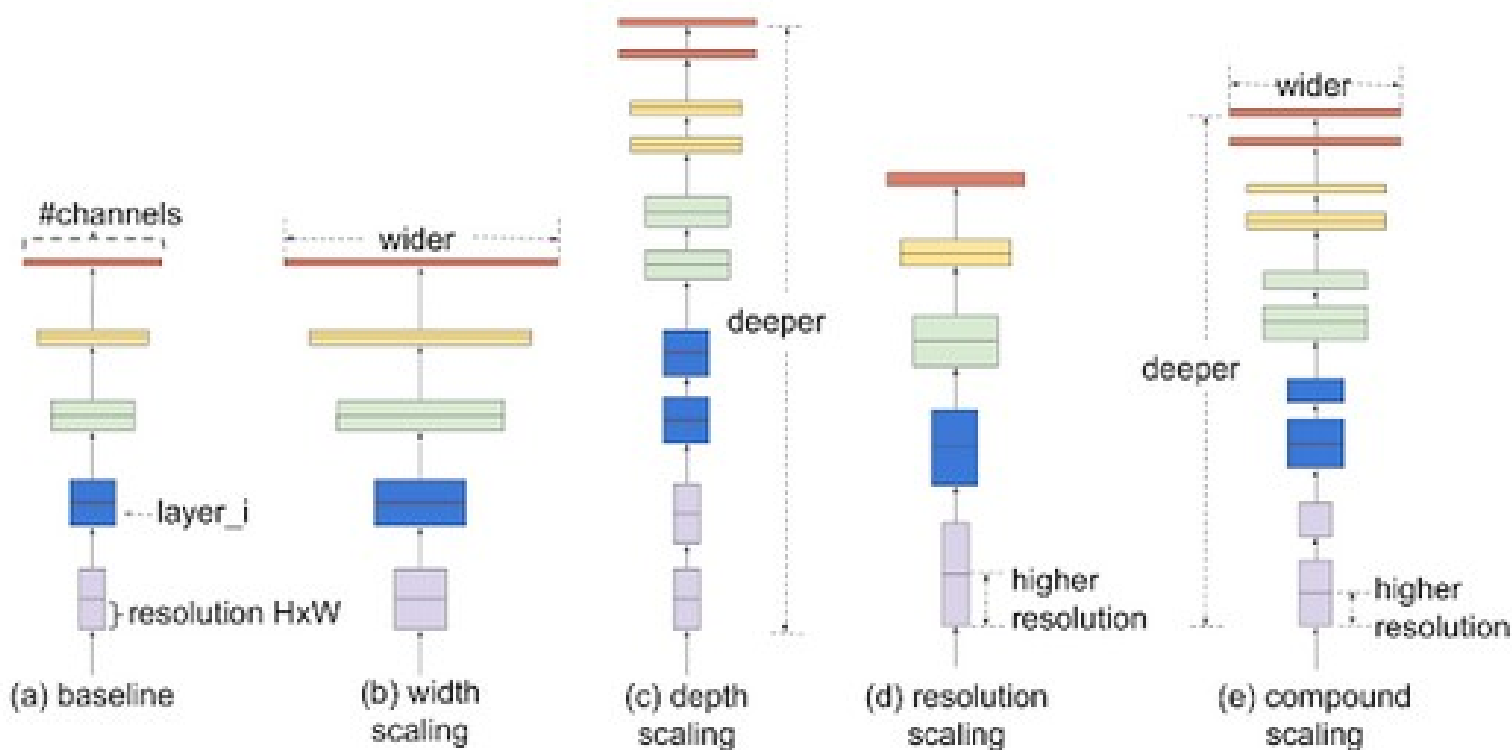 #channels
wider
deeper
wider
deeper
layer_i
resolution HxW
higher
resolution
higher
resolution
(a) baseline
(b) width
scaling
(c) depth
scaling
(d) resolution
scaling
(e) compound
scaling